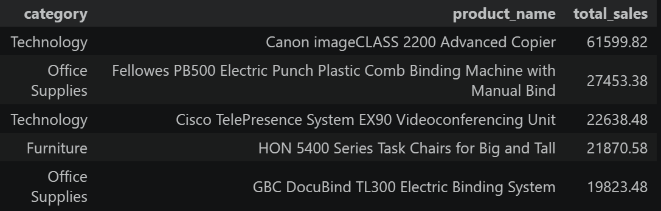 category product_name total_sales
Technology Canon imageCLASS 2200 Advanced Copier 61599.82
Office Supplies Fellowes PB500 Electric Punch Plastic Comb Binding Machine with Manual Bind 27453.38
Technology Cisco TelePresence System EX90 Videoconferencing Unit 22638.48
Furniture HON 5400 Series Task Chairs for Big and Tall 21870.58
Office Supplies GBC DocuBind TL300 Electric Binding System 19823.48